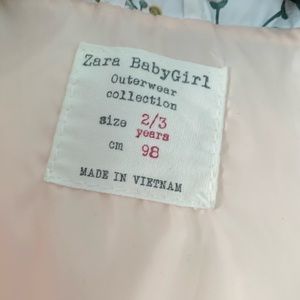 Zara BabyGirl
Outerwear
collection
size 2/3
years
cm 98
MADE IN VIETNAM